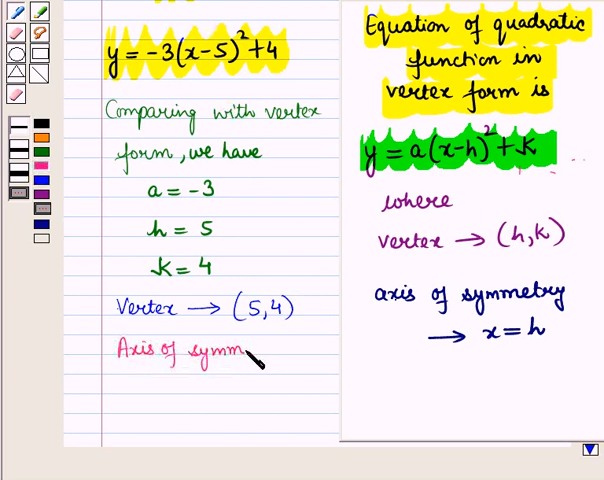 y = -3(x-5)² + 4
Comparing with vertex
form, we have
a = -3
h = 5
k = 4
Vertex → (5,4)
Axis of symm
Equation of quadratic
function in
vertex form is
y = a(x-h)² + k
where
vertex → (h,k)
axis of symmetry
→ x = h